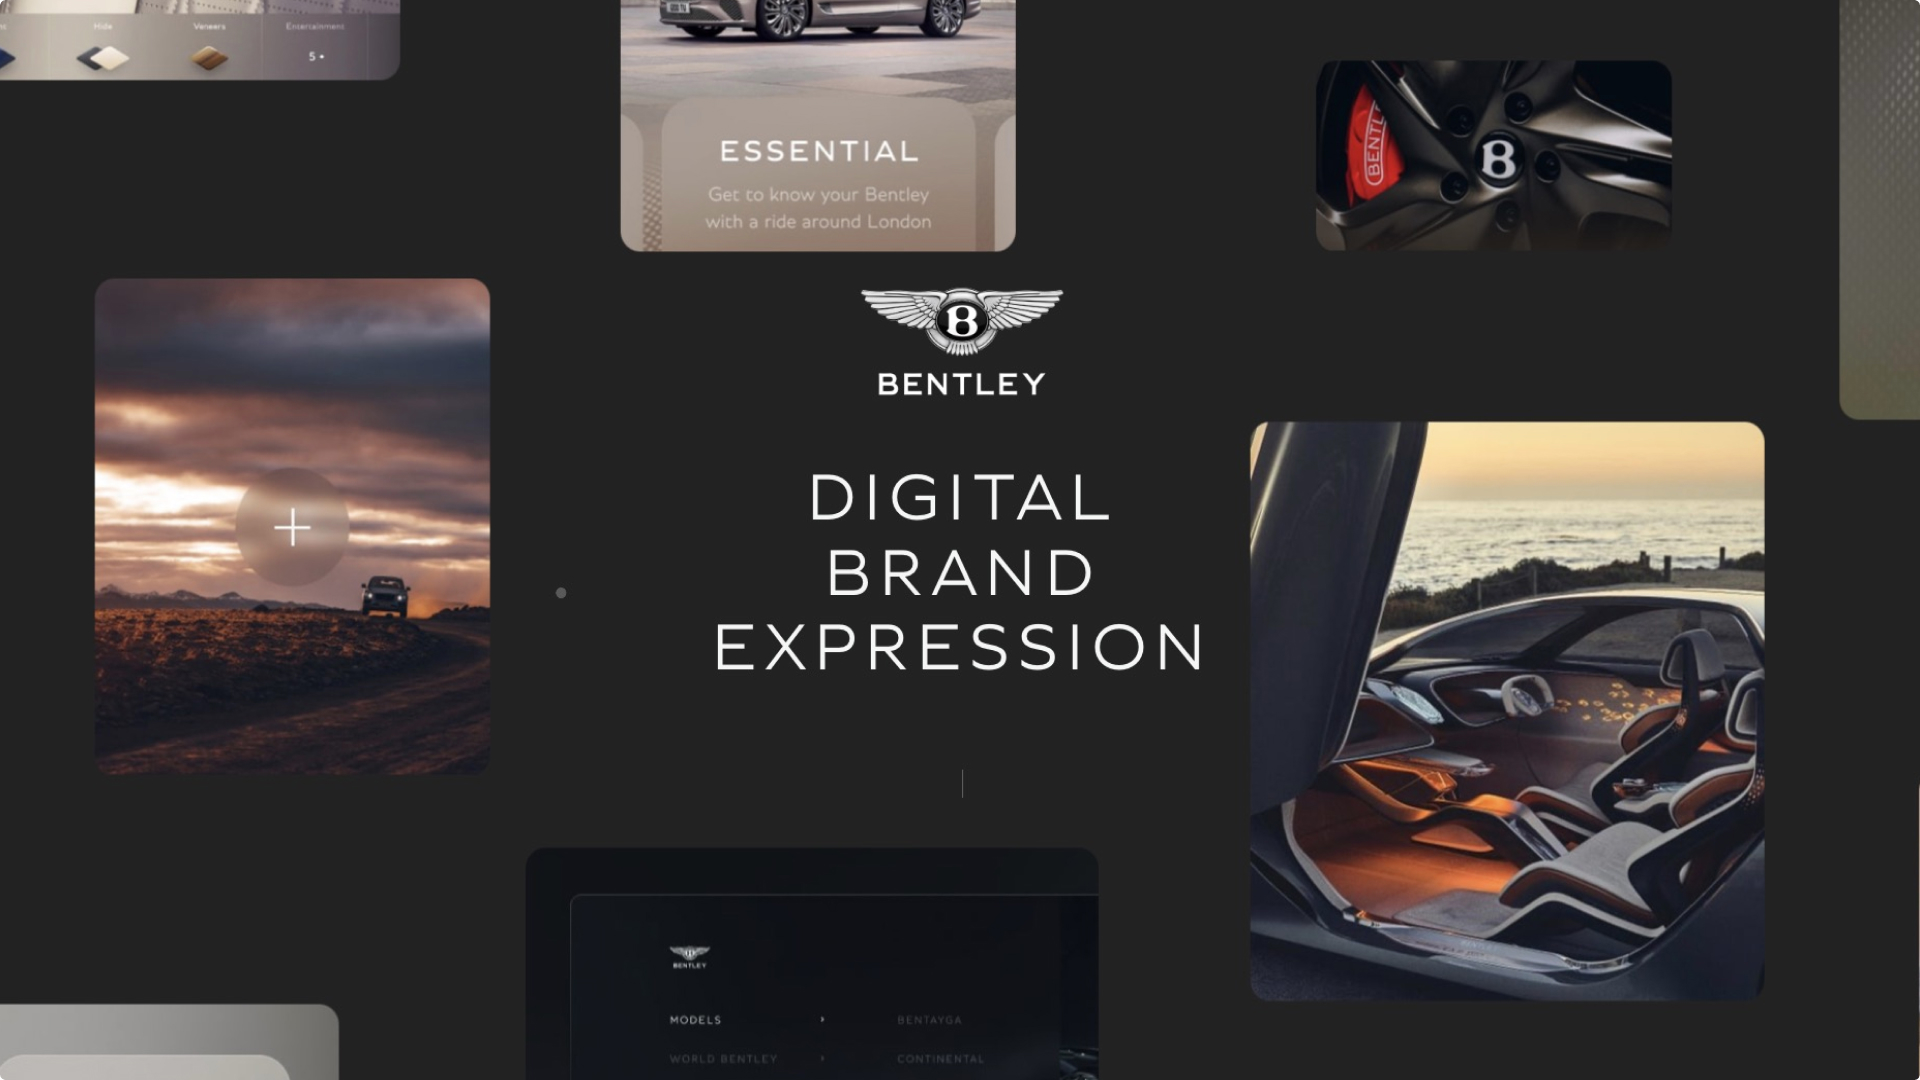 Hide
Veneers
Entertainment
5
ESSENTIAL
Get to know your Bentley
with a ride around London
BENTL
B
B
BENTLEY
DIGITAL
BRAND
EXPRESSION
B
BENTLEY
MODELS
BENTAYGA
WORLD BENTLEY
CONTINENTAL